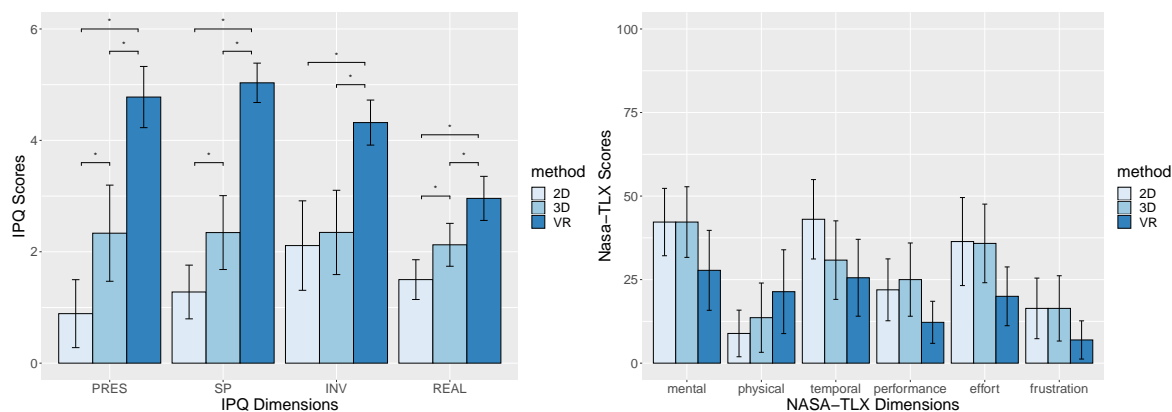 6
4
2
0
IPQ Scores
* * * * * * * * * * *
PRES SP INV REAL
IPQ Dimensions
method
2D
3D
VR
100
75
50
25
0
Nasa−TLX Scores
mental physical temporal performance effort frustration
NASA−TLX Dimensions
method
2D
3D
VR